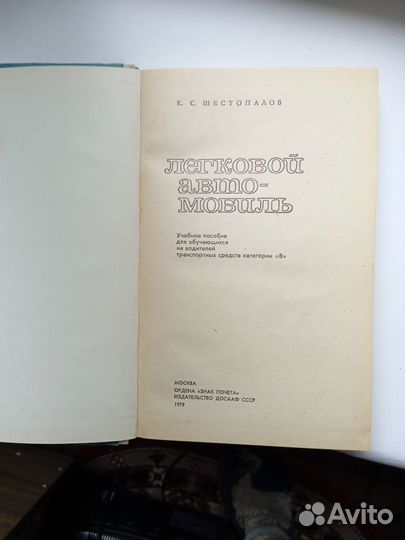 К. С. ШЕСТОПАЛОВ
ЛЕГКОВОЙ
АВТО-
МОБИЛЬ
Учебное пособие
для обучающихся
на водителей
транспортных средств категории «В»
МОСКВА
ОРДЕНА «ЗНАК ПОЧЕТА»
ИЗДАТЕЛЬСТВО ДОСААФ СССР
1979
Avito